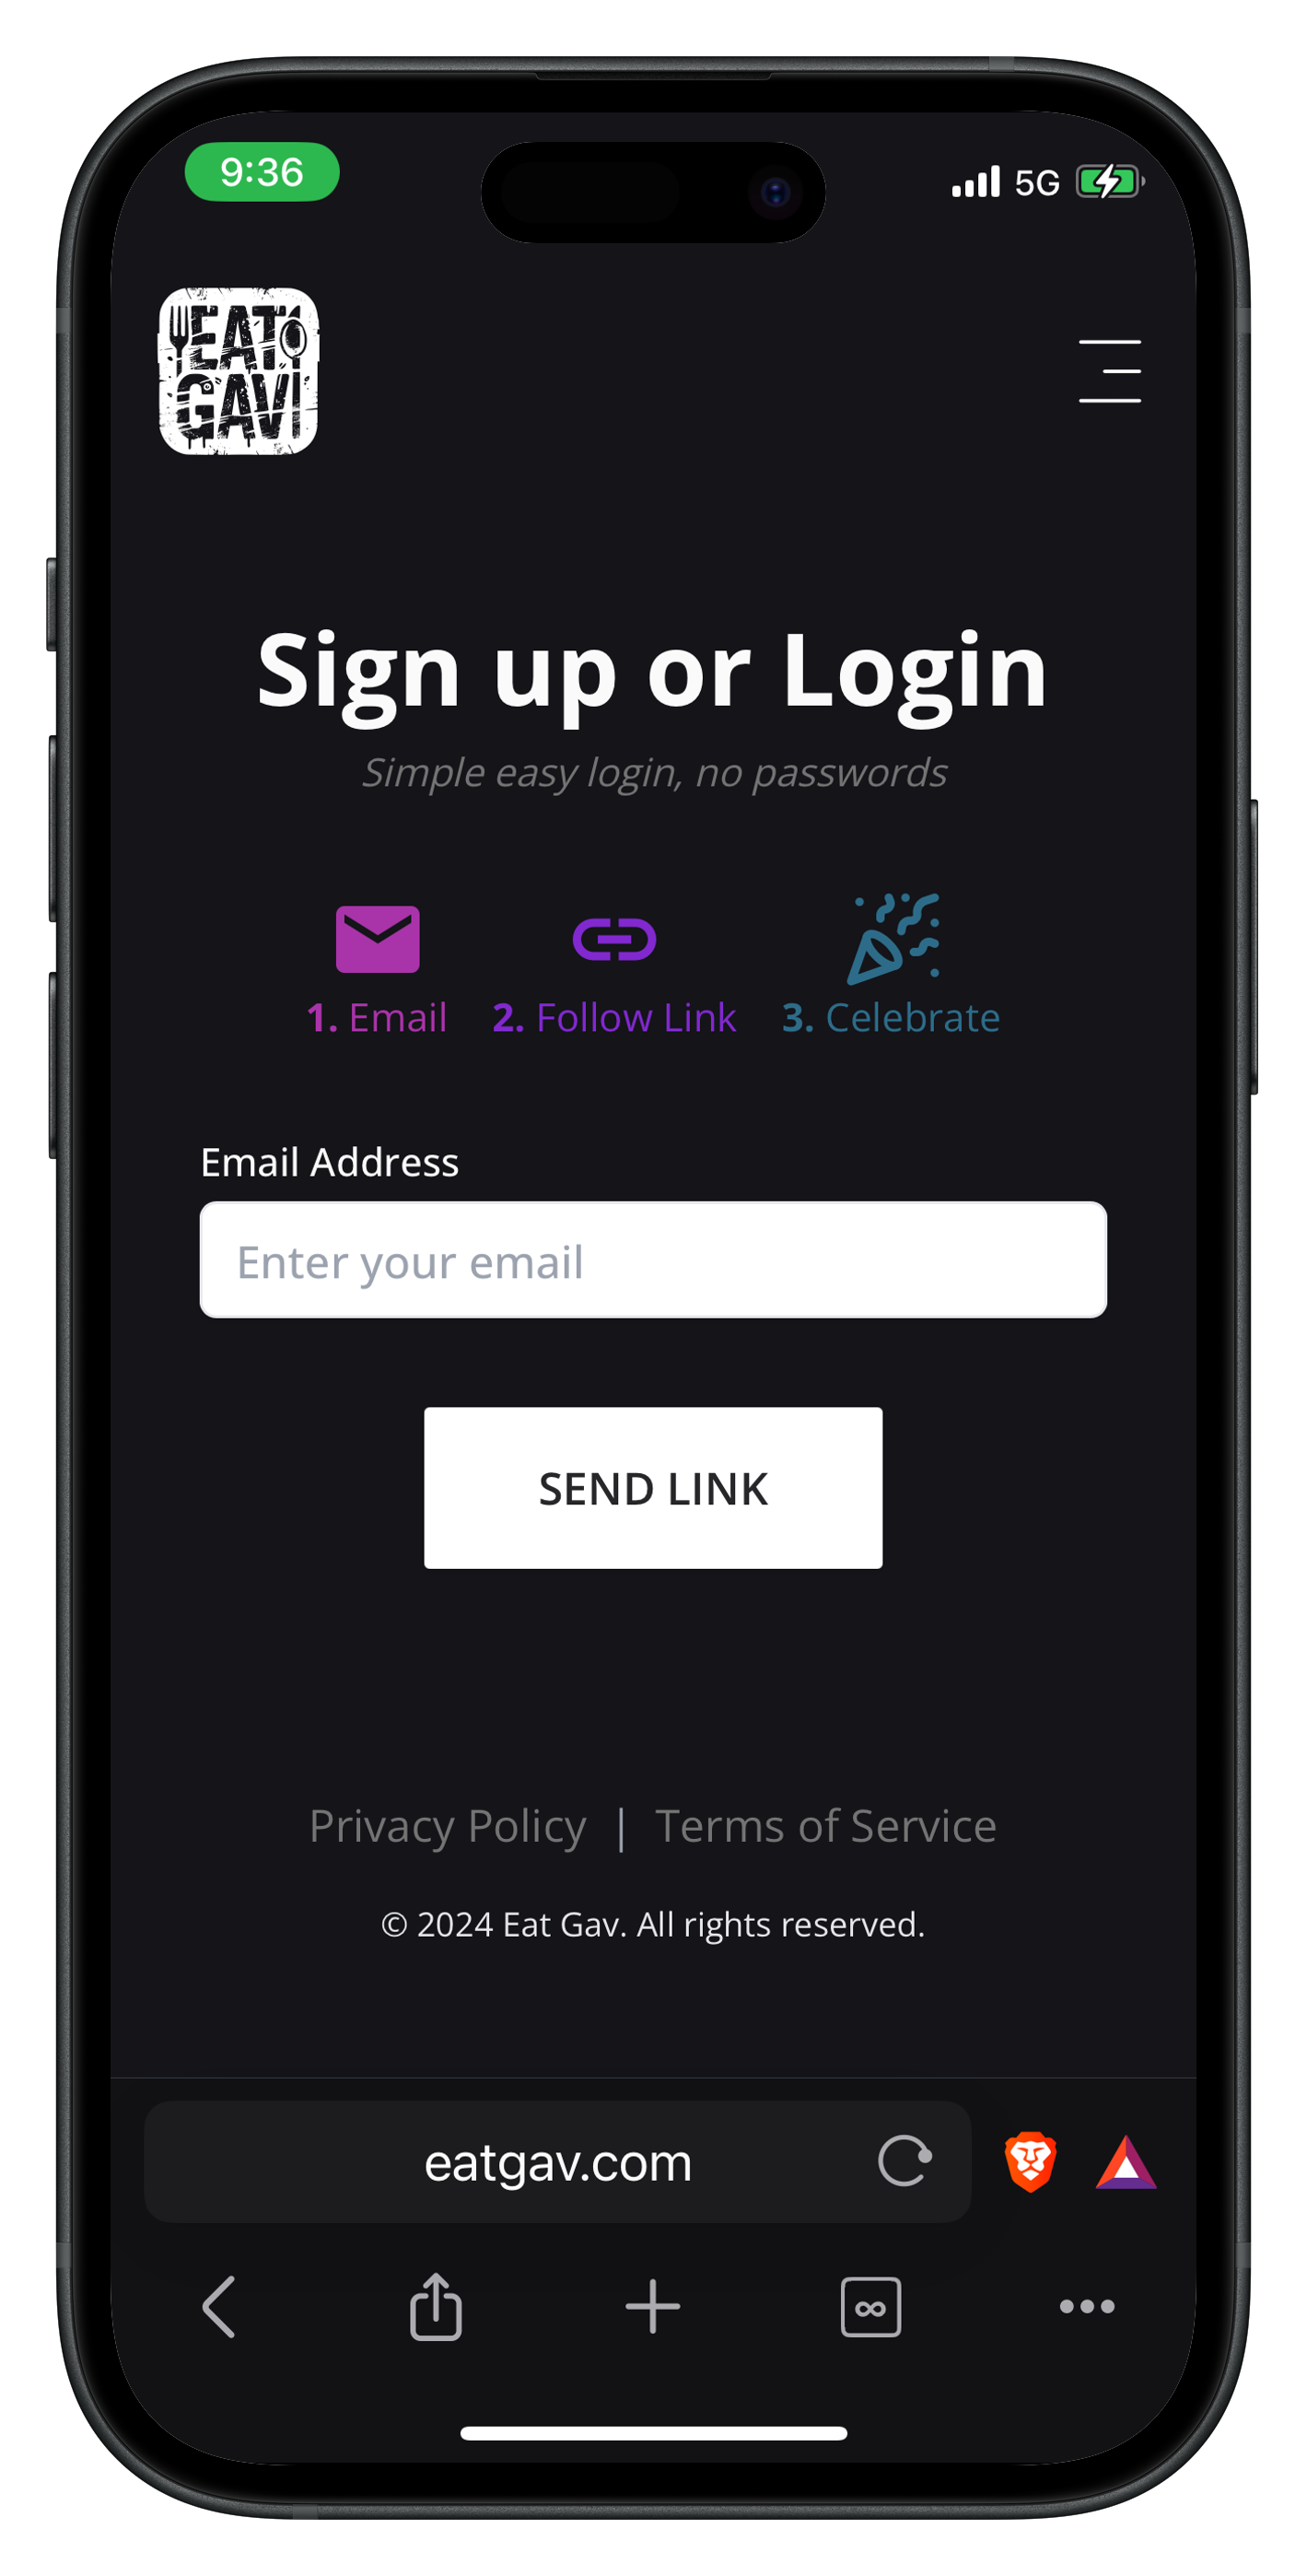 9:36
5G
EAT
GAV
Sign up or Login
Simple easy login, no passwords
1. Email 2. Follow Link 3. Celebrate
Email Address
Enter your email
SEND LINK
Privacy Policy | Terms of Service
© 2024 Eat Gav. All rights reserved.
eatgav.com